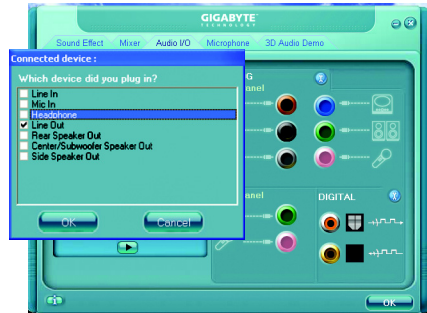 GIGABYTE
TECHNOLOGY
Sound Effect Mixer Audio I/O Microphone 3D Audio Demo
Connected device :
Which device did you plug in?
Line In
Mic In
Headphone
Line Out
Rear Speaker Out
Center/Subwoofer Speaker Out
Side Speaker Out
OK Cancel
G
anel
anel
DIGITAL
OK